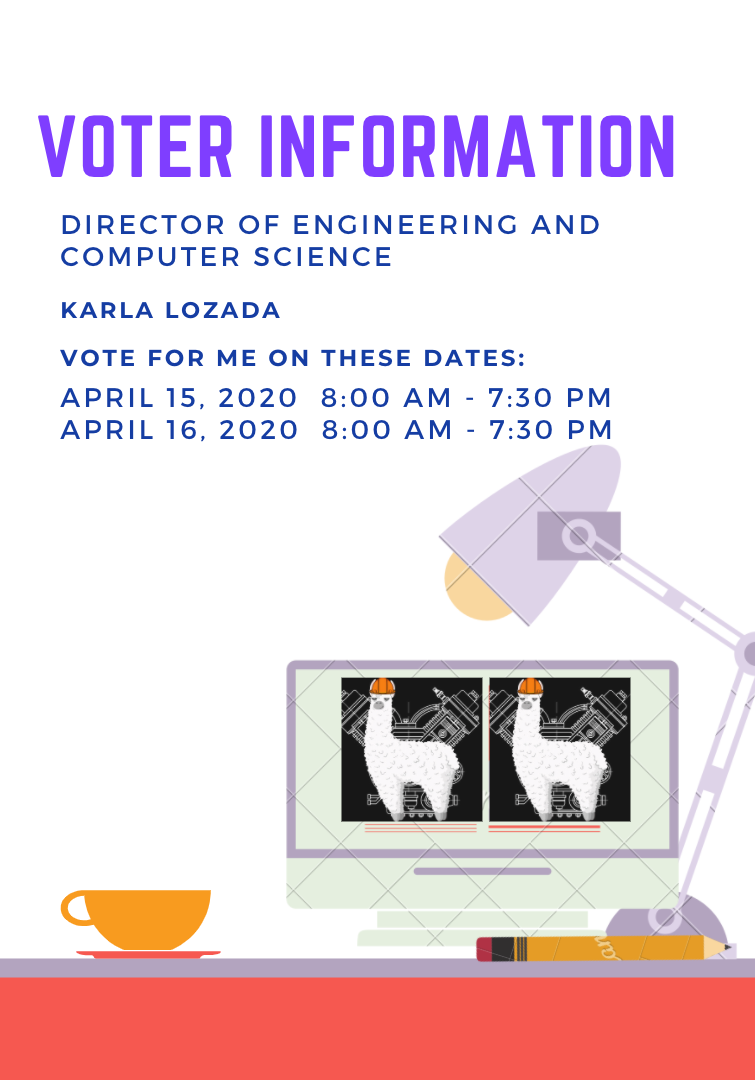 VOTER INFORMATION
DIRECTOR OF ENGINEERING AND
COMPUTER SCIENCE
KARLA LOZADA
VOTE FOR ME ON THESE DATES:
APRIL 15, 2020 8:00 AM - 7:30 PM
APRIL 16, 2020 8:00 AM - 7:30 PM